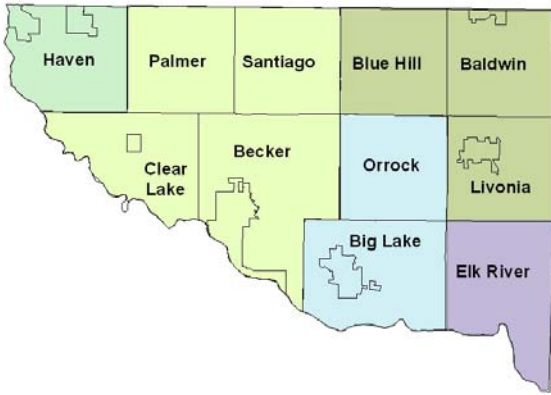 Haven
Palmer
Santiago
Blue Hill
Baldwin
Clear
Lake
Becker
Orrock
Livonia
Big Lake
Elk River